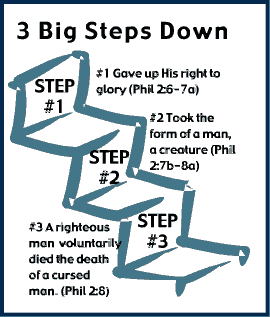 3 Big Steps Down
#1 Gave up His right to
glory (Phil 2:6-7a)
STEP
#1
#2 Took the
form of a man,
a creature (Phil
2:7b-8a)
STEP
#2
STEP
#3
#3 A righteous
man voluntarily
died the death
of a cursed
man. (Phil 2:8)